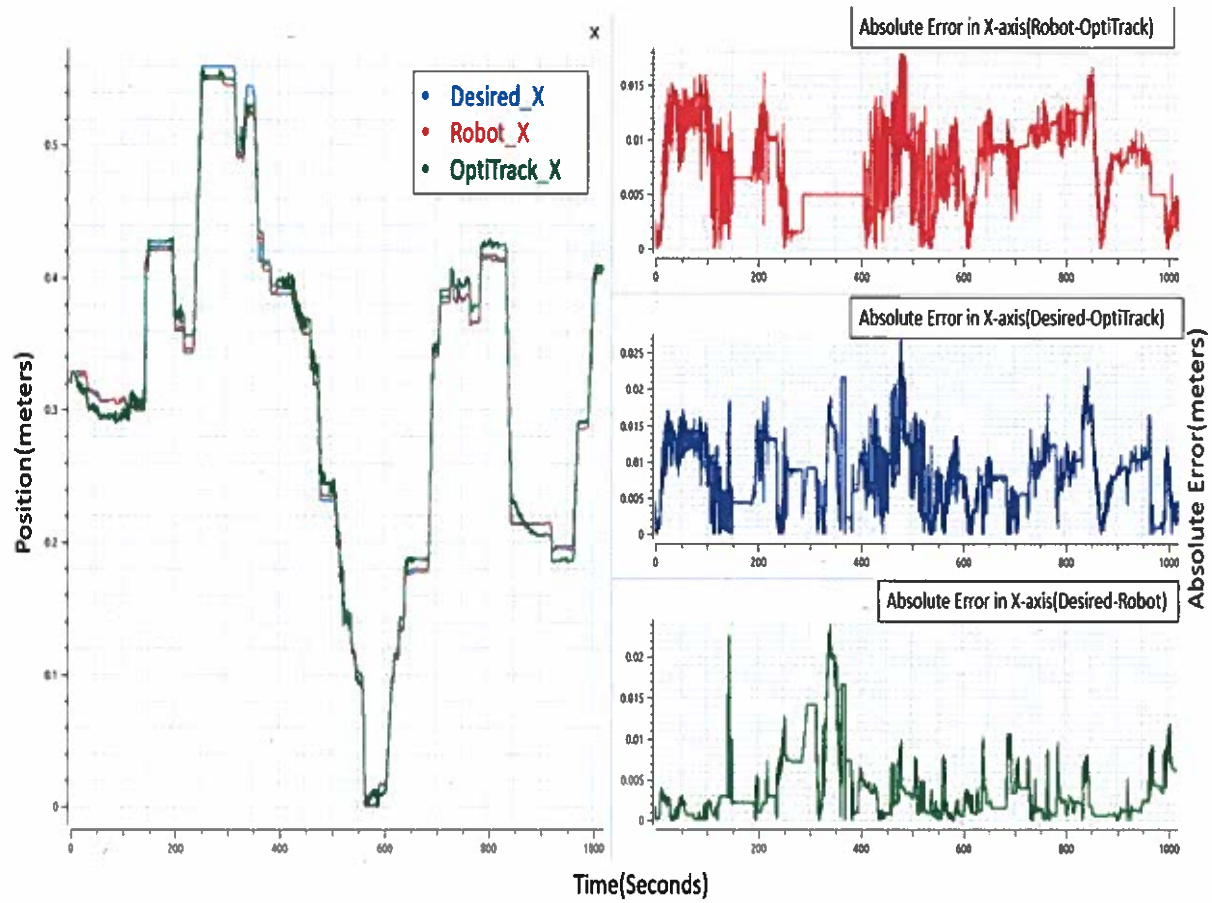 X
Desired_X
Robot_X
OptiTrack_X
0.5
0.4
0.3
0.2
0.1
0
0 200 400 600 800 1000
Position(meters)
Time(Seconds)
Absolute Error in X-axis(Robot-OptiTrack)
0.015
0.01
0.005
0
0 200 400 600 800 1000
Absolute Error in X-axis(Desired-OptiTrack)
0.025
0.02
0.015
0.01
0.005
0
0 200 400 600 800 1000
Absolute Error in X-axis(Desired-Robot)
0.02
0.015
0.01
0.005
0
200 400 600 800 1000
Absolute Error(meters)